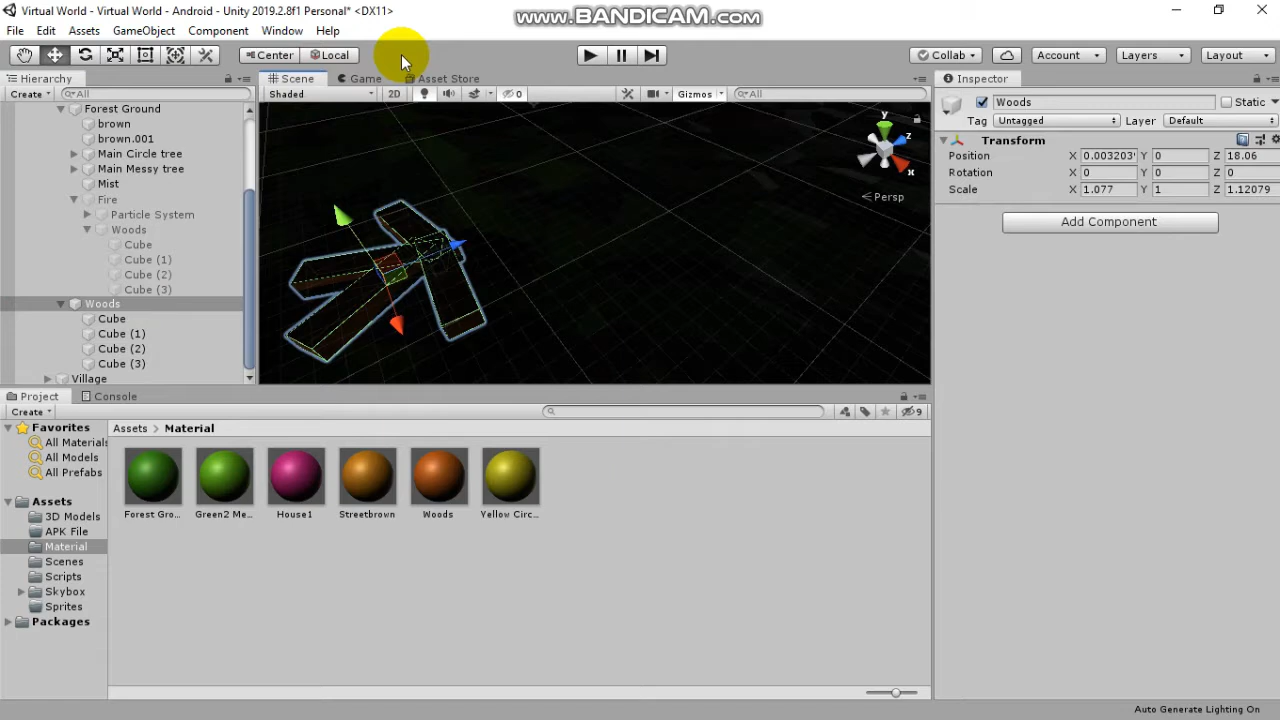 Virtual World - Virtual World - Android - Unity 2019.2.8f1 Personal* <DX11>
www.BANDICAM.com
File Edit Assets GameObject Component Window Help
Center Local Collab Account Layers Layout
Hierarchy
Create All
Forest Ground
brown
brown.001
Main Circle tree
Main Messy tree
Mist
Fire
Particle System
Woods
Cube
Cube (1)
Cube (2)
Cube (3)
Woods
Cube
Cube (1)
Cube (2)
Cube (3)
Village
Scene Game Asset Store
Shaded 2D 0 Gizmos All
y
z
x
Persp
Inspector
Woods Static
Tag Untagged Layer Default
Transform
Position X 0.003203 Y 0 Z 18.06
Rotation X 0 Y 0 Z 0
Scale X 1.077 Y 1 Z 1.12079
Add Component
Project Console
Create 9
Favorites
All Materials
All Models
All Prefabs
Assets
3D Models
APK File
Material
Scenes
Scripts
Skybox
Sprites
Packages
Assets > Material
Forest Gro... Green2 Me... House1 Streetbrown Woods Yellow Circ...
Auto Generate Lighting On